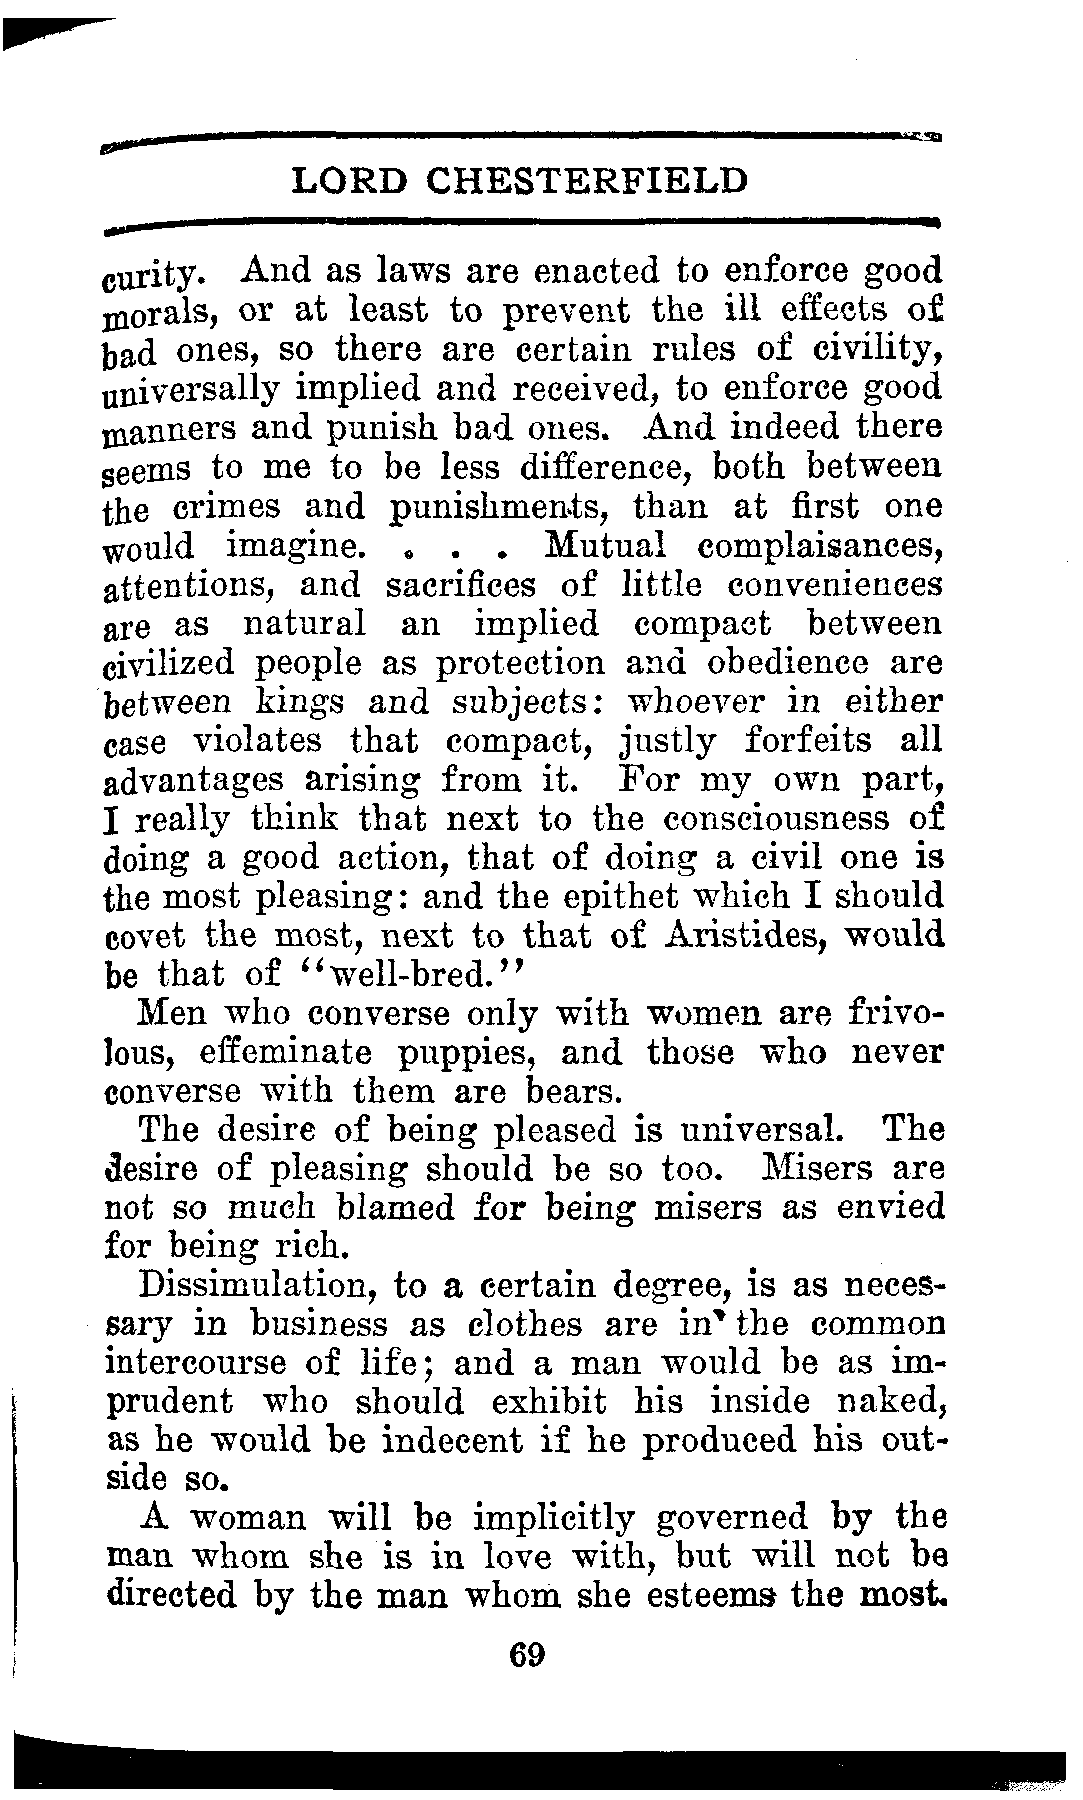 LORD CHESTERFIELD
curity. And as laws are enacted to enforce good
morals, or at least to prevent the ill effects of
bad ones, so there are certain rules of civility,
universally implied and received, to enforce good
manners and punish bad ones. And indeed there
seems to me to be less difference, both between
the crimes and punishments, than at first one
would imagine. . . . Mutual complaisances,
attentions, and sacrifices of little conveniences
are as natural an implied compact between
civilized people as protection and obedience are
between kings and subjects: whoever in either
case violates that compact, justly forfeits all
advantages arising from it. For my own part,
I really think that next to the consciousness of
doing a good action, that of doing a civil one is
the most pleasing: and the epithet which I should
covet the most, next to that of Aristides, would
be that of "well-bred."
Men who converse only with women are frivo-
lous, effeminate puppies, and those who never
converse with them are bears.
The desire of being pleased is universal. The
desire of pleasing should be so too. Misers are
not so much blamed for being misers as envied
for being rich.
Dissimulation, to a certain degree, is as neces-
sary in business as clothes are in the common
intercourse of life; and a man would be as im-
prudent who should exhibit his inside naked,
as he would be indecent if he produced his out-
side so.
A woman will be implicitly governed by the
man whom she is in love with, but will not be
directed by the man whom she esteems the most.
69